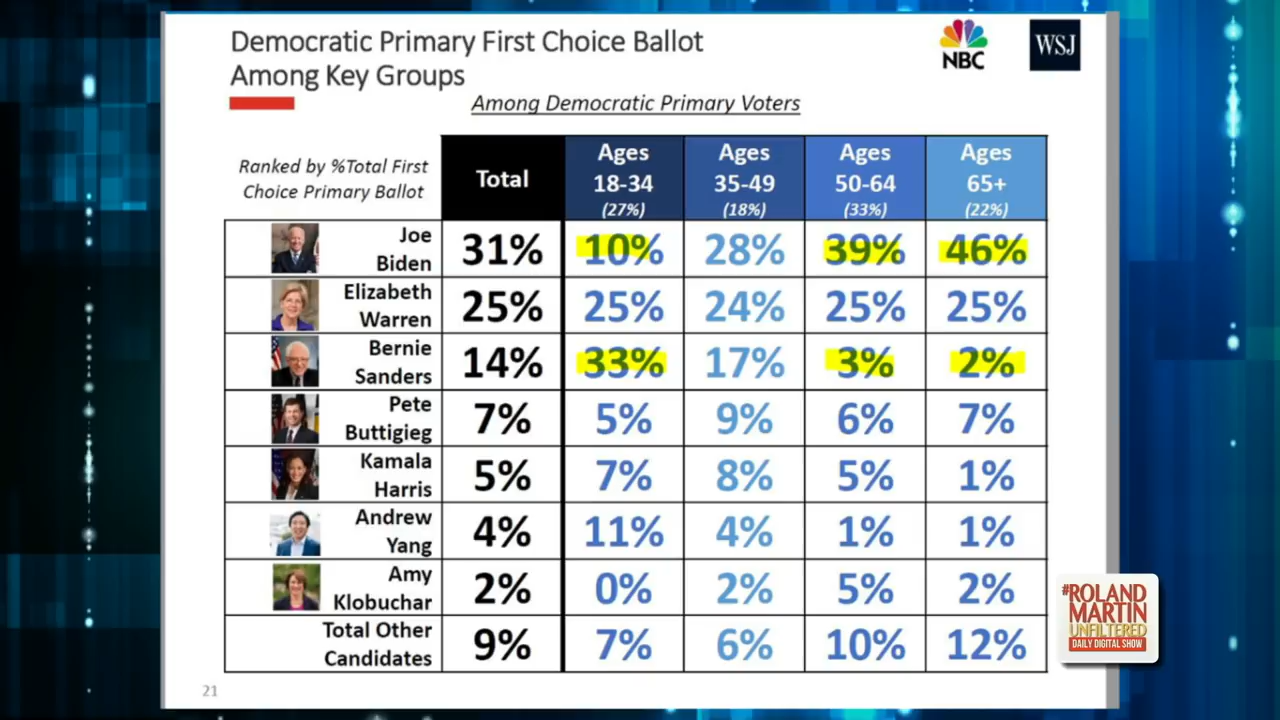 Democratic Primary First Choice Ballot
Among Key Groups
NBC
WSJ
Among Democratic Primary Voters
Ranked by %Total First
Choice Primary Ballot
Total
Ages
18-34
(27%)
Ages
35-49
(18%)
Ages
50-64
(33%)
Ages
65+
(22%)
Joe
Biden
31% 10% 28% 39% 46%
Elizabeth
Warren
25% 25% 24% 25% 25%
Bernie
Sanders
14% 33% 17% 3% 2%
Pete
Buttigieg
7% 5% 9% 6% 7%
Kamala
Harris
5% 7% 8% 5% 1%
Andrew
Yang
4% 11% 4% 1% 1%
Amy
Klobuchar
2% 0% 2% 5% 2%
Total Other
Candidates
9% 7% 6% 10% 12%
21
#ROLAND
MARTIN
UNFILTERED
DAILY DIGITAL SHOW